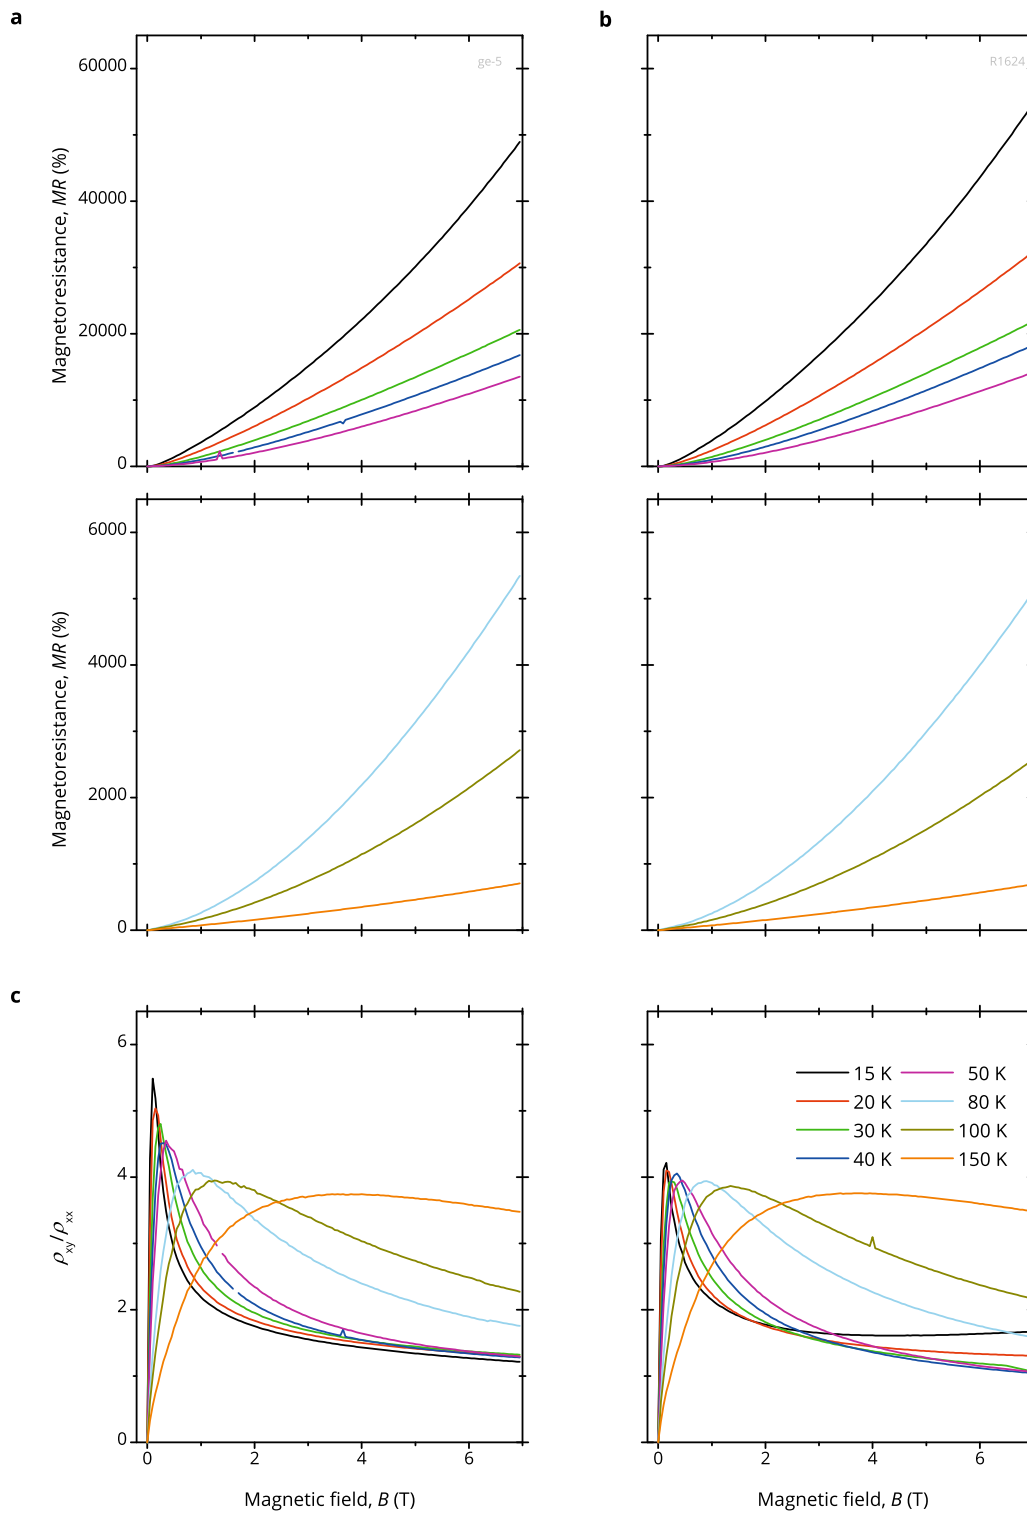 a
b
60000
40000
20000
0
Magnetoresistance, MR (%)
ge-5
R1624
6000
4000
2000
0
Magnetoresistance, MR (%)
c
6
4
2
0
ρxy/ρxx
15 K
50 K
20 K
80 K
30 K
100 K
40 K
150 K
0 2 4 6
0 2 4 6
Magnetic field, B (T)
Magnetic field, B (T)